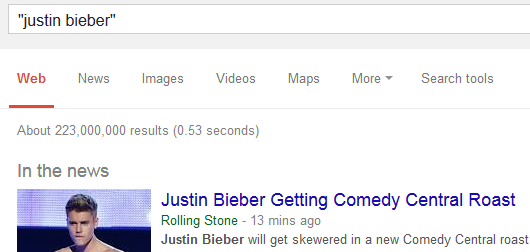 "justin bieber"
Web News Images Videos Maps More Search tools
About 223,000,000 results (0.53 seconds)
In the news
Justin Bieber Getting Comedy Central Roast
Rolling Stone - 13 mins ago
Justin Bieber will get skewered in a new Comedy Central roast